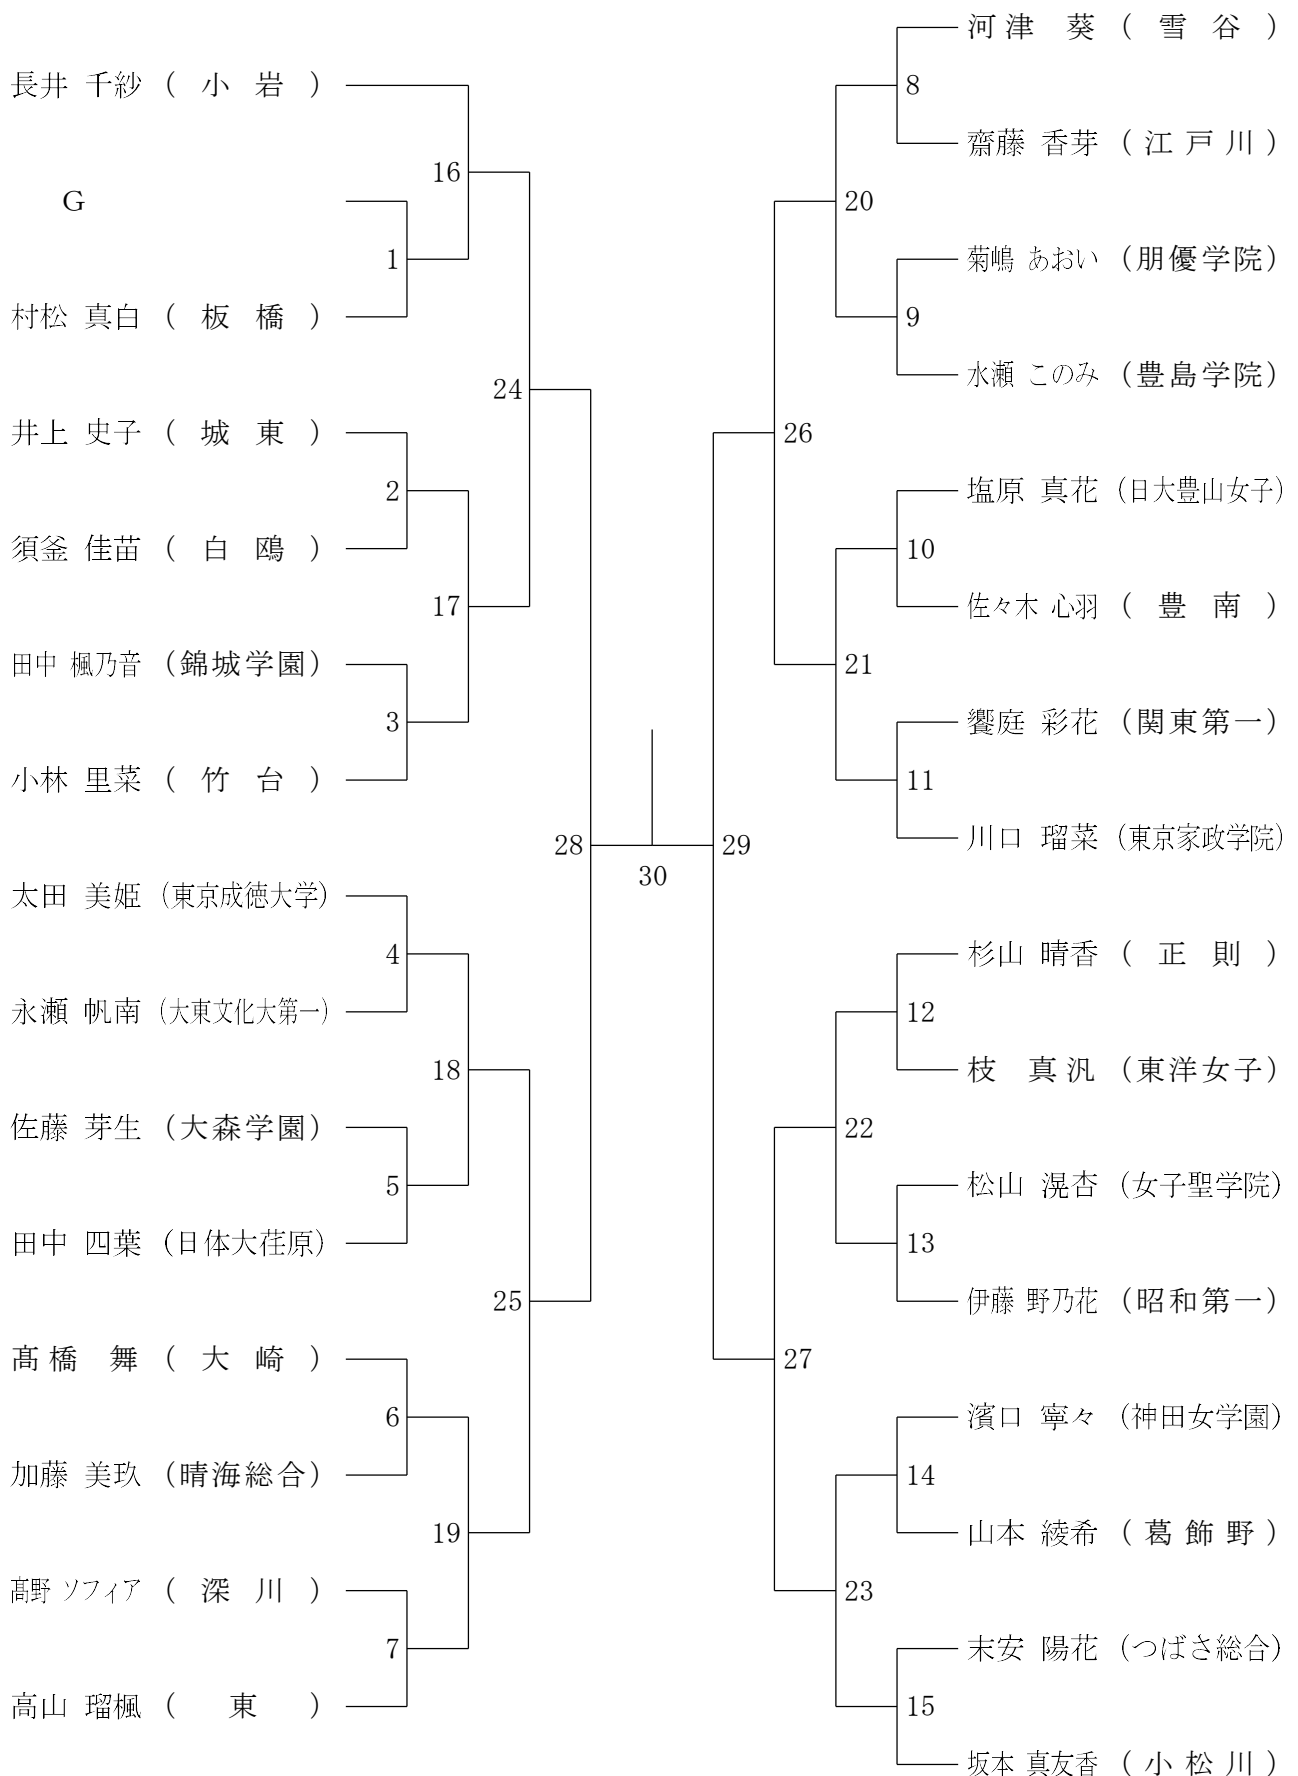 長井 千紗 ( 小 岩 )
16
G
1
村松 真白 ( 板 橋 )
24
井上 史子 ( 城 東 )
2
須釜 佳苗 ( 白 鴎 )
17
田中 楓乃音 (錦城学園)
3
小林 里菜 ( 竹 台 )
28
太田 美姫 (東京成徳大学)
4
永瀬 帆南 (大東文化大第一)
18
佐藤 芽生 (大森学園)
5
田中 四葉 (日体大荏原)
25
髙橋 舞 ( 大 崎 )
6
加藤 美玖 (晴海総合)
19
髙野 ソフィア ( 深 川 )
7
高山 瑠楓 ( 東 )
30
河津 葵 ( 雪 谷 )
8
齋藤 香芽 (江戸川)
20
菊嶋 あおい (朋優学院)
9
水瀬 このみ (豊島学院)
26
塩原 真花 (日大豊山女子)
10
佐々木 心羽 ( 豊 南 )
21
饗庭 彩花 (関東第一)
11
川口 瑠菜 (東京家政学院)
29
杉山 晴香 ( 正 則 )
12
枝 真汎 (東洋女子)
22
松山 滉杏 (女子聖学院)
13
伊藤 野乃花 (昭和第一)
27
濱口 寧々 (神田女学園)
14
山本 綾希 (葛飾野)
23
末安 陽花 (つばさ総合)
15
坂本 真友香 (小松川)